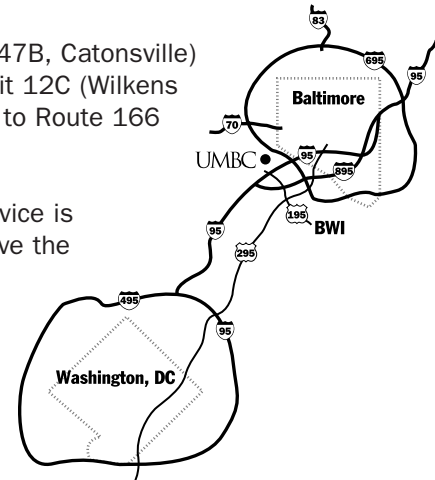 47B, Catonsville)
it 12C (Wilkens
to Route 166
vice is
ve the
83
695
95
Baltimore
70
95
UMBC
895
195
BWI
95
295
495
95
Washington, DC